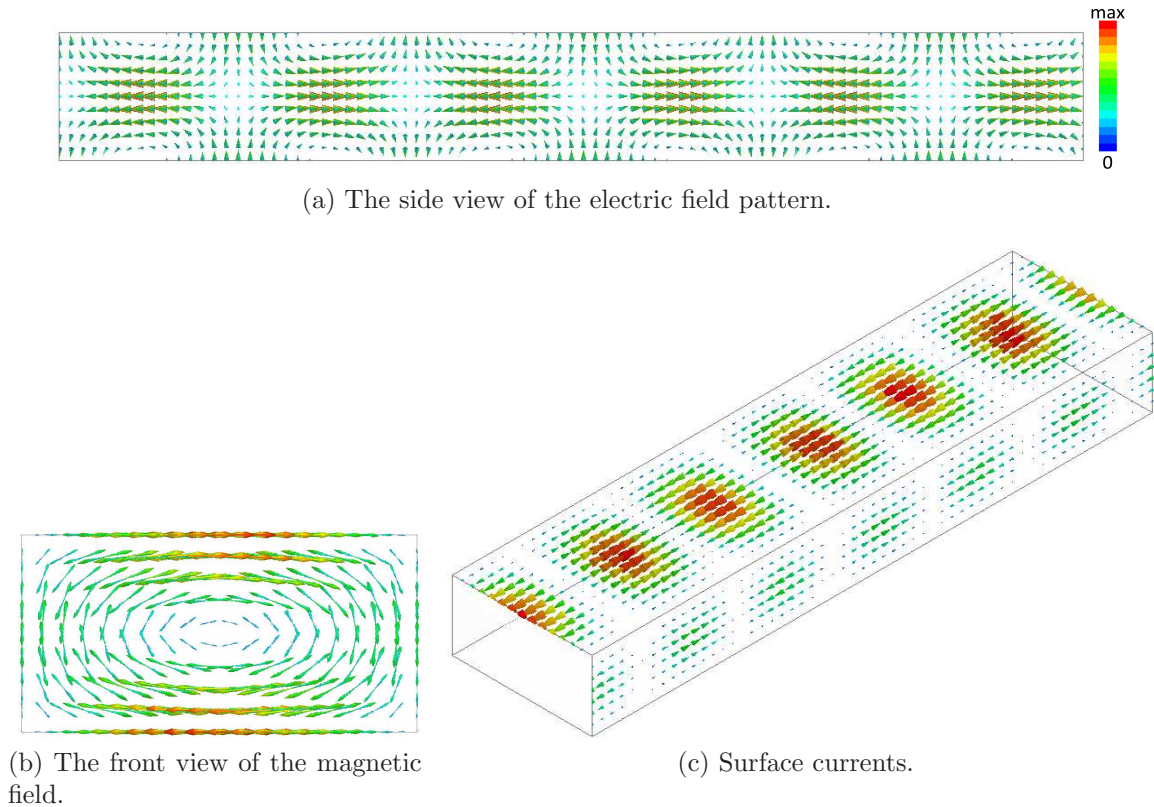 max
0
(a) The side view of the electric field pattern.
(b) The front view of the magnetic
field.
(c) Surface currents.